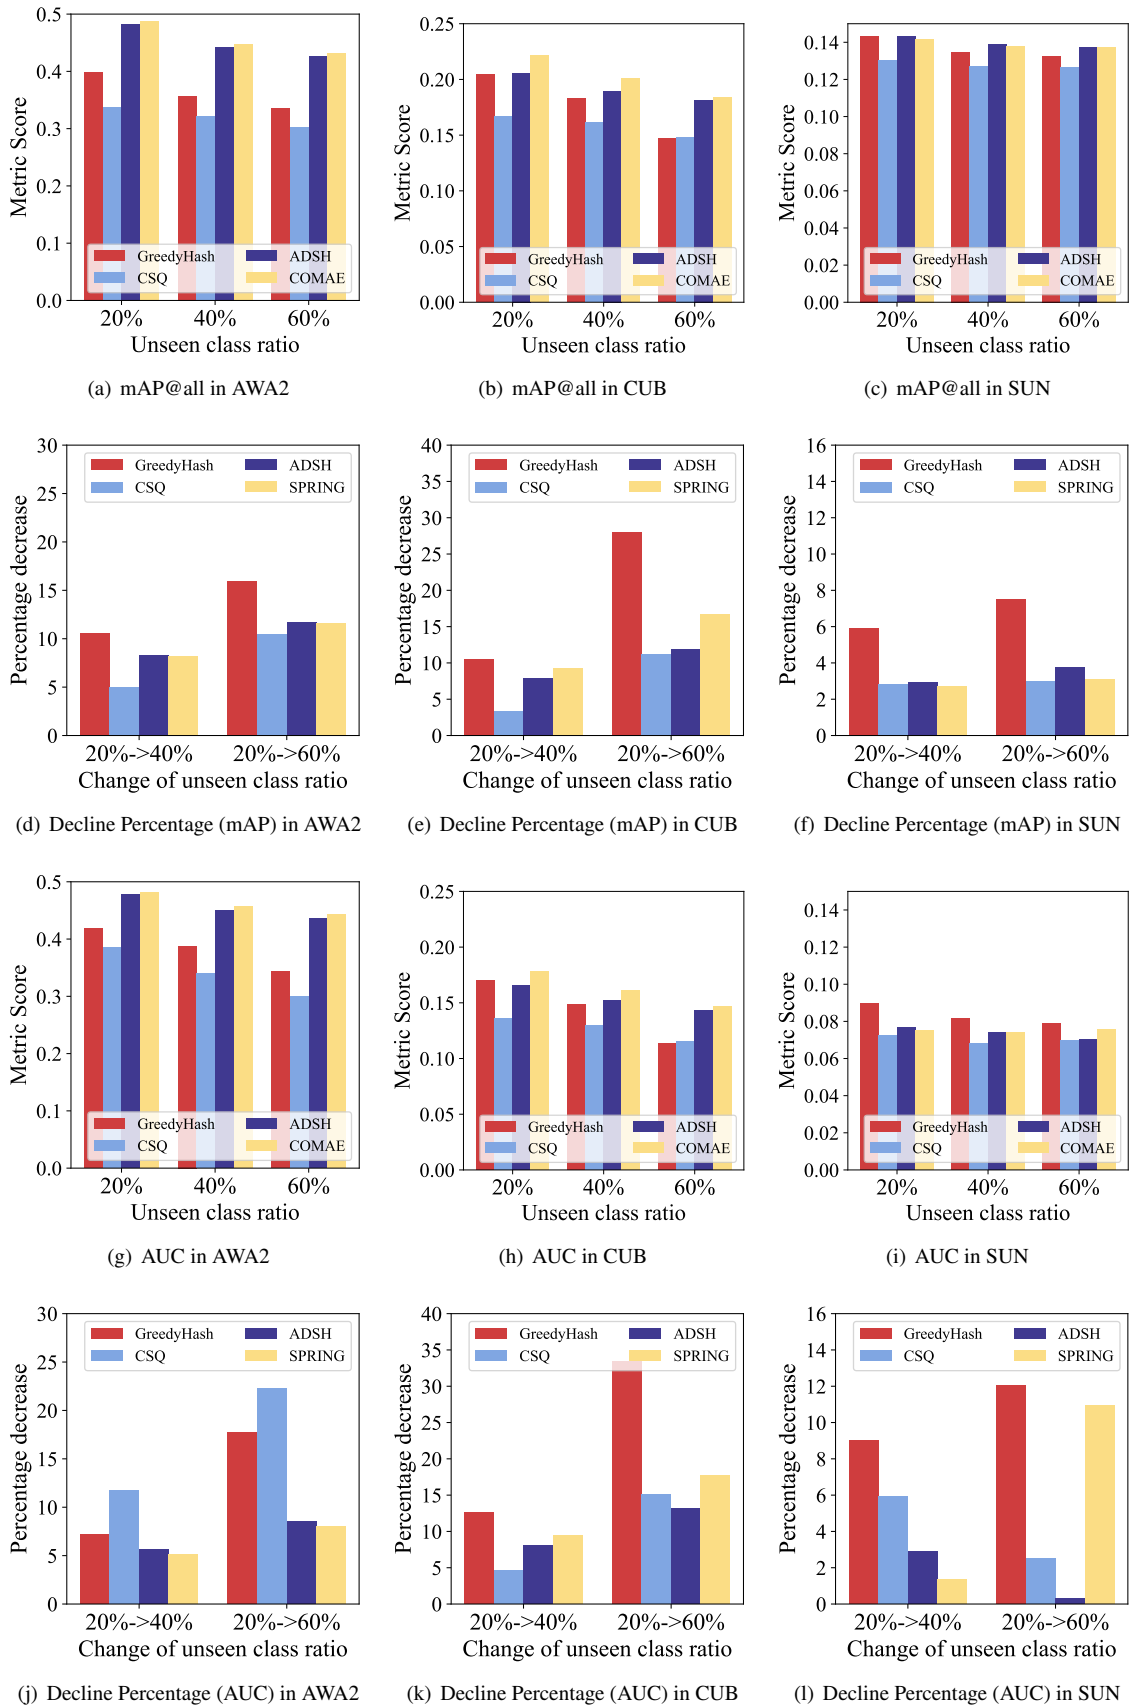 0.5
0.4
0.3
0.2
0.1
0.0
Metric Score
GreedyHash
CSQ
ADSH
COMAE
20%
40%
60%
Unseen class ratio
(a) mAP@all in AWA2
0.25
0.20
0.15
0.10
0.05
0.00
Metric Score
GreedyHash
CSQ
ADSH
COMAE
20%
40%
60%
Unseen class ratio
(b) mAP@all in CUB
0.14
0.12
0.10
0.08
0.06
0.04
0.02
0.00
Metric Score
GreedyHash
CSQ
ADSH
COMAE
20%
40%
60%
Unseen class ratio
(c) mAP@all in SUN
30
25
20
15
10
5
0
Percentage decrease
GreedyHash
CSQ
ADSH
SPRING
20%->40%
20%->60%
Change of unseen class ratio
(d) Decline Percentage (mAP) in AWA2
40
35
30
25
20
15
10
5
0
Percentage decrease
GreedyHash
CSQ
ADSH
SPRING
20%->40%
20%->60%
Change of unseen class ratio
(e) Decline Percentage (mAP) in CUB
16
14
12
10
8
6
4
2
0
Percentage decrease
GreedyHash
CSQ
ADSH
SPRING
20%->40%
20%->60%
Change of unseen class ratio
(f) Decline Percentage (mAP) in SUN
0.5
0.4
0.3
0.2
0.1
0.0
Metric Score
GreedyHash
CSQ
ADSH
COMAE
20%
40%
60%
Unseen class ratio
(g) AUC in AWA2
0.25
0.20
0.15
0.10
0.05
0.00
Metric Score
GreedyHash
CSQ
ADSH
COMAE
20%
40%
60%
Unseen class ratio
(h) AUC in CUB
0.14
0.12
0.10
0.08
0.06
0.04
0.02
0.00
Metric Score
GreedyHash
CSQ
ADSH
COMAE
20%
40%
60%
Unseen class ratio
(i) AUC in SUN
30
25
20
15
10
5
0
Percentage decrease
GreedyHash
CSQ
ADSH
SPRING
20%->40%
20%->60%
Change of unseen class ratio
(j) Decline Percentage (AUC) in AWA2
40
35
30
25
20
15
10
5
0
Percentage decrease
GreedyHash
CSQ
ADSH
SPRING
20%->40%
20%->60%
Change of unseen class ratio
(k) Decline Percentage (AUC) in CUB
16
14
12
10
8
6
4
2
0
Percentage decrease
GreedyHash
CSQ
ADSH
SPRING
20%->40%
20%->60%
Change of unseen class ratio
(l) Decline Percentage (AUC) in SUN